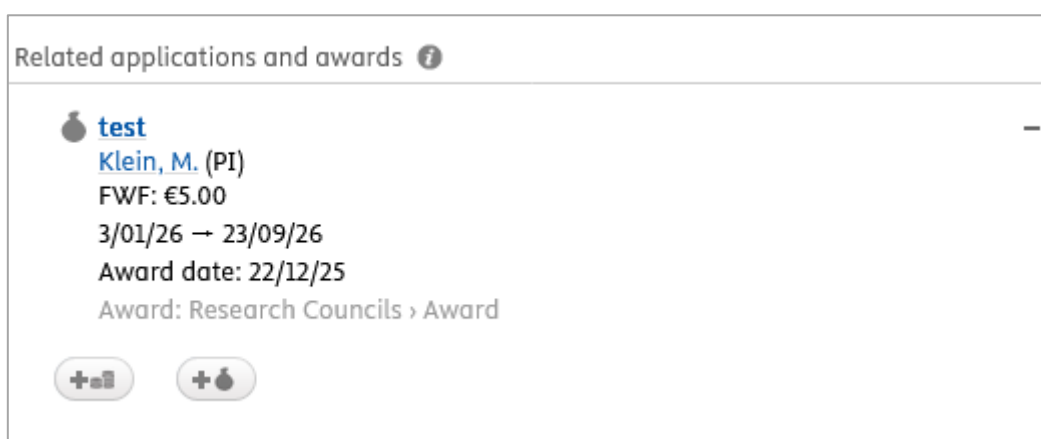 Related applications and awards
test
Klein, M. (PI)
FWF: €5.00
3/01/26 → 23/09/26
Award date: 22/12/25
Award: Research Councils › Award